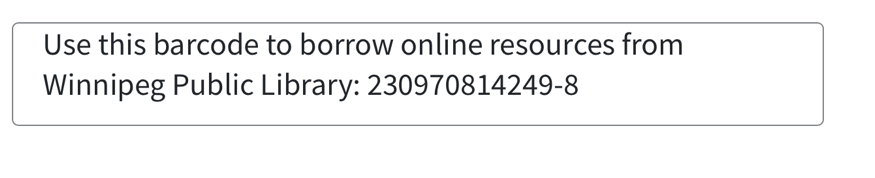 Use this barcode to borrow online resources from
Winnipeg Public Library: 230970814249-8